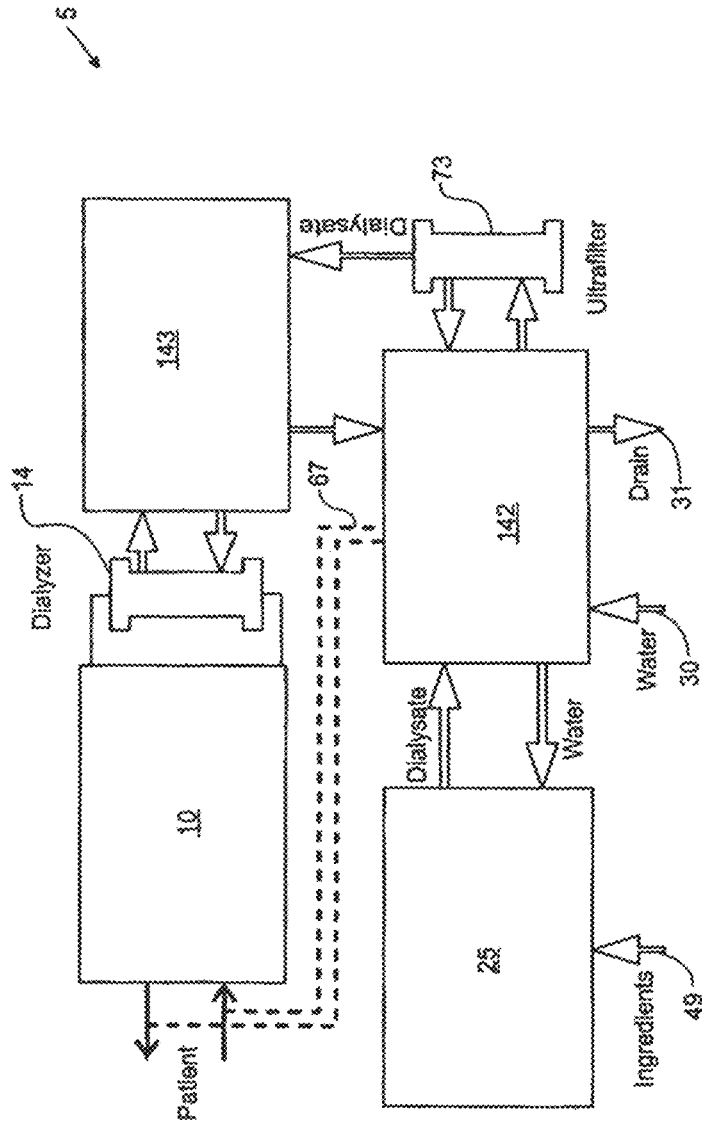 5
143
Dialysate
73
Ultrafilter
14
Dialyzer
67
142
Drain
31
Water
30
10
Patient
Dialysate
Water
25
Ingredients
49